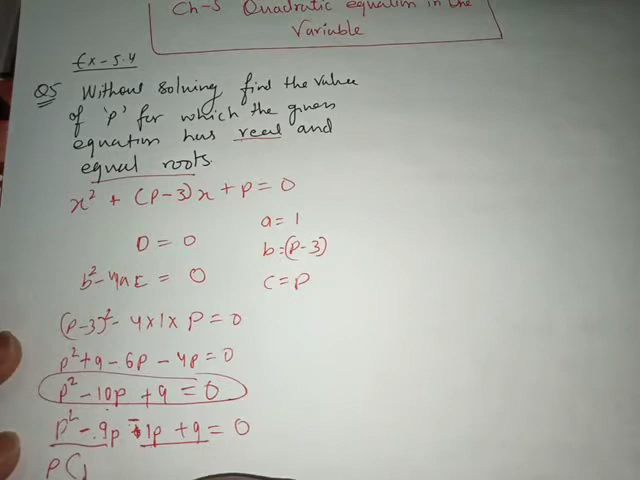 Ch-5 Quadratic equation in One
Variable
Ex-5.4
Q5 Without solving find the value
of 'p' for which the given
equation has real and
equal roots.
x² + (P-3)x + p = 0
a = 1
D = 0
b = (P-3)
b² - 4ac = 0
c = p
(p-3)² - 4×1× P = 0
p² + 9 - 6p - 4p = 0
p² - 10p + 9 = 0
p² - 9p - 1p + 9 = 0
p(